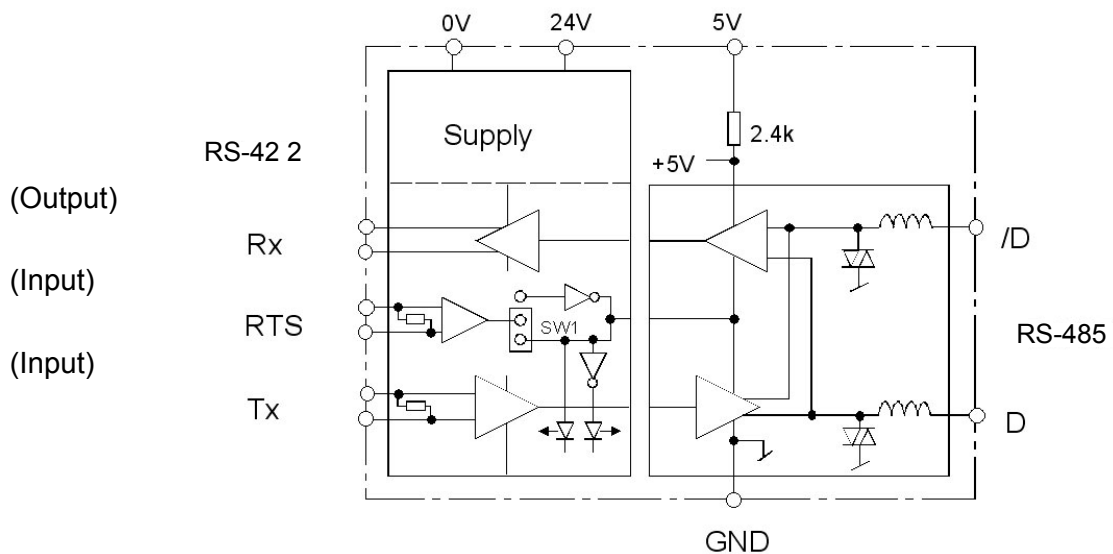 0V 24V 5V
Supply
2.4k
RS-42 2
+5V
(Output)
Rx
/D
(Input)
RTS
SW1
RS-485
(Input)
Tx
D
GND